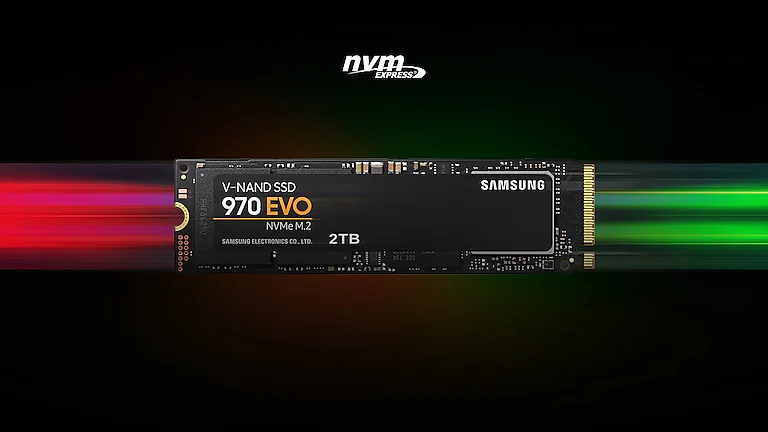 nvm
EXPRESS
V-NAND SSD
970 EVO
NVMe M.2
SAMSUNG ELECTRONICS CO., LTD.
2TB
SAMSUNG